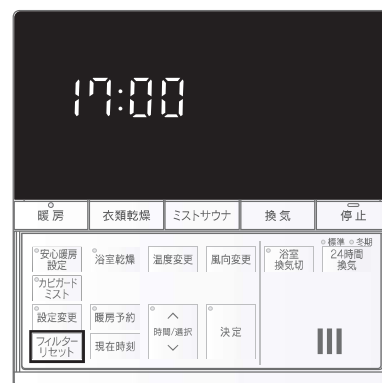 17:00
暖房 衣類乾燥 ミストサウナ 換気 停止
標準 冬期
安心暖房 浴室乾燥 温度変更 風向変更 浴室 24時間
設定 換気切 換気
カビガード
ミスト
設定変更 暖房予約 時間/選択 決定
フィルター 現在時刻
リセット